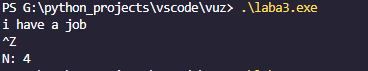 PS G:\python_projects\vscode\vuz> .\laba3.exe
i have a job
^Z
N: 4